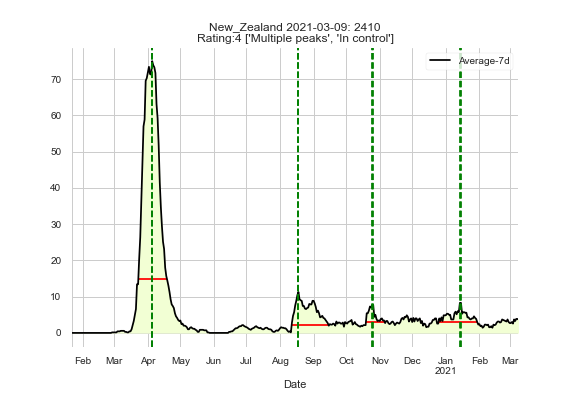 New_Zealand 2021-03-09: 2410
Rating:4 ['Multiple peaks', 'In control']
Average-7d
70
60
50
40
30
20
10
0
Feb Mar Apr May Jun Jul Aug Sep Oct Nov Dec Jan Feb Mar
2021
Date